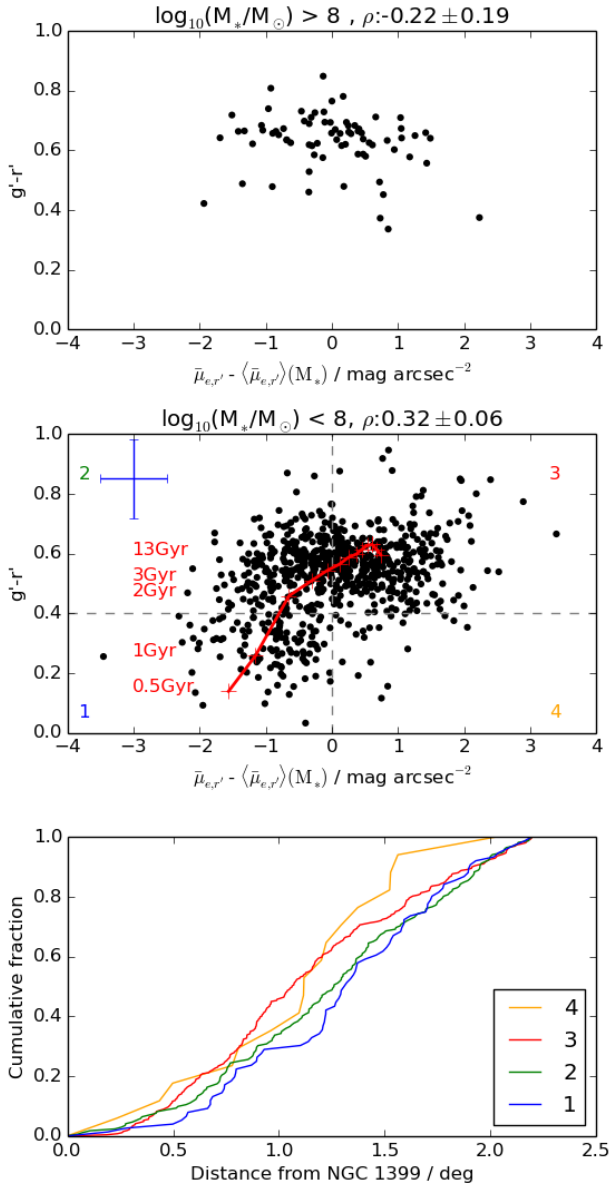 log₁₀(M*/M⊙) > 8 , ρ:-0.22±0.19
1.0
0.8
0.6
0.4
0.2
0.0
g'-r'
−4 −3 −2 −1 0 1 2 3 4
μ̄e,r' - ⟨μ̄e,r'⟩(M*) / mag arcsec⁻²
log₁₀(M*/M⊙) < 8, ρ:0.32±0.06
1.0
0.8
0.6
0.4
0.2
0.0
g'-r'
2
3
13Gyr
3Gyr
2Gyr
1Gyr
0.5Gyr
1
4
−4 −3 −2 −1 0 1 2 3 4
μ̄e,r' - ⟨μ̄e,r'⟩(M*) / mag arcsec⁻²
1.0
0.8
0.6
0.4
0.2
0.0
Cumulative fraction
4
3
2
1
0.0 0.5 1.0 1.5 2.0 2.5
Distance from NGC 1399 / deg